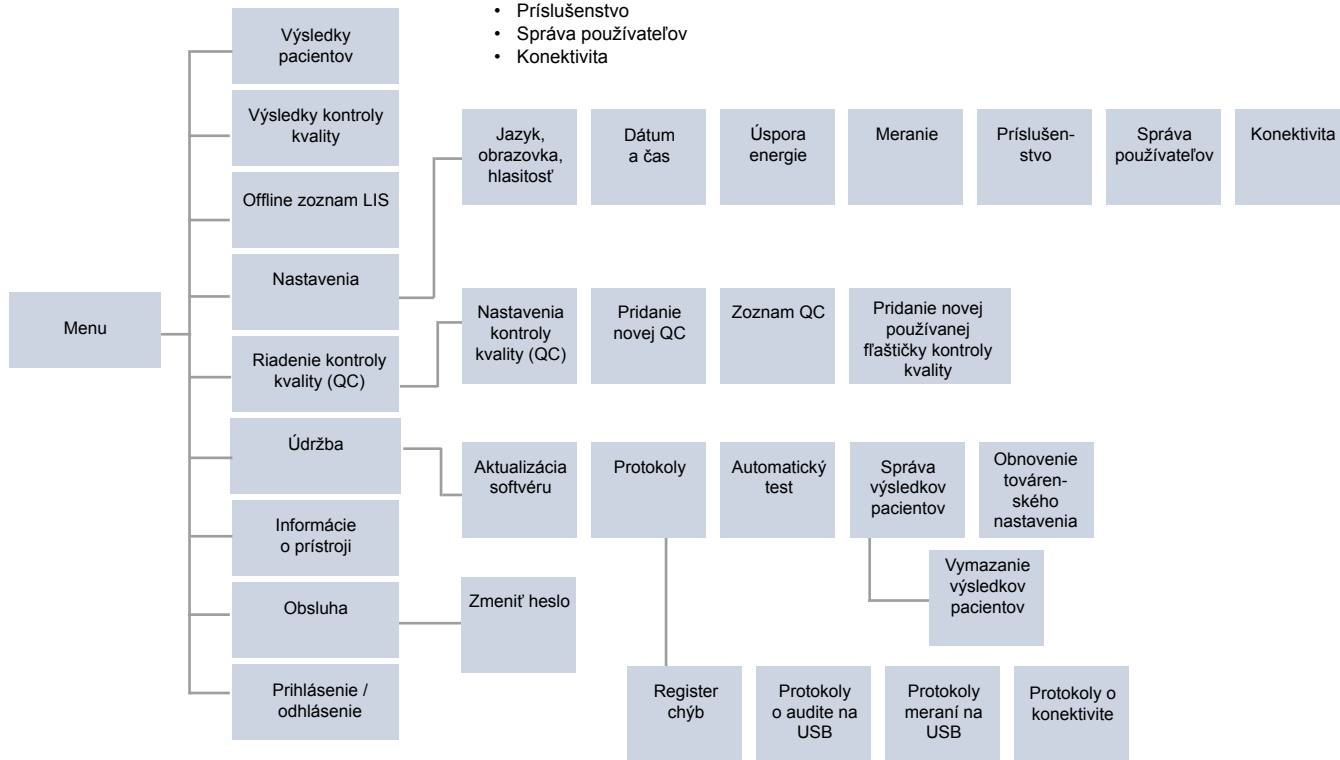 • Príslušenstvo
• Správa používateľov
• Konektivita
Výsledky
pacientov
Výsledky kontroly
kvality
Jazyk,
obrazovka,
hlasitosť
Dátum
a čas
Úspora
energie
Meranie
Príslušen-
stvo
Správa
používateľov
Konektivita
Offline zoznam LIS
Nastavenia
Menu
Nastavenia
kontroly
kvality (QC)
Pridanie
novej QC
Zoznam QC
Pridanie novej
používanej
fľaštičky kontroly
kvality
Riadenie kontroly
kvality (QC)
Údržba
Aktualizácia
softvéru
Protokoly
Automatický
test
Správa
výsledkov
pacientov
Obnovenie
továren-
ského
nastavenia
Informácie
o prístroji
Vymazanie
výsledkov
pacientov
Obsluha
Zmeniť heslo
Prihlásenie /
odhlásenie
Register
chýb
Protokoly
o audite na
USB
Protokoly
meraní na
USB
Protokoly o
konektivite